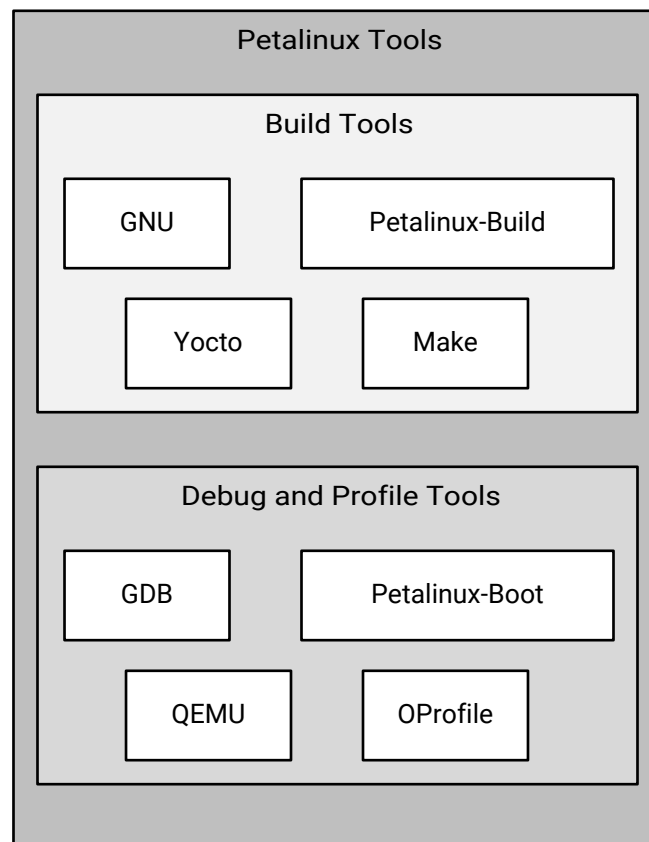 Petalinux Tools
Build Tools
GNU
Petalinux-Build
Yocto
Make
Debug and Profile Tools
GDB
Petalinux-Boot
QEMU
OProfile